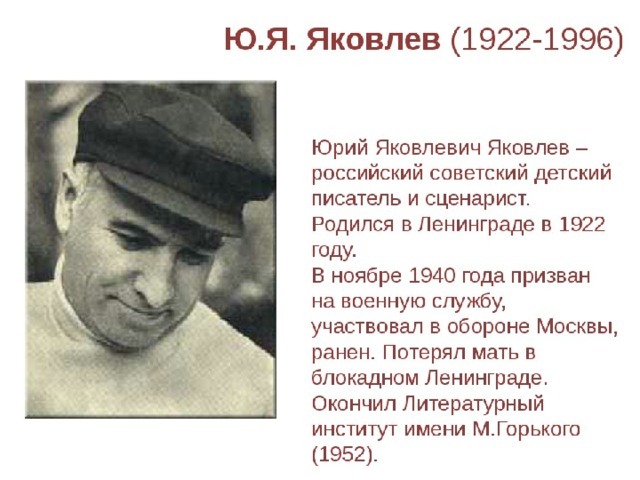 Ю.Я. Яковлев (1922-1996)
Юрий Яковлевич Яковлев –
российский советский детский
писатель и сценарист.
Родился в Ленинграде в 1922
году.
В ноябре 1940 года призван
на военную службу,
участвовал в обороне Москвы,
ранен. Потерял мать в
блокадном Ленинграде.
Окончил Литературный
институт имени М.Горького
(1952).